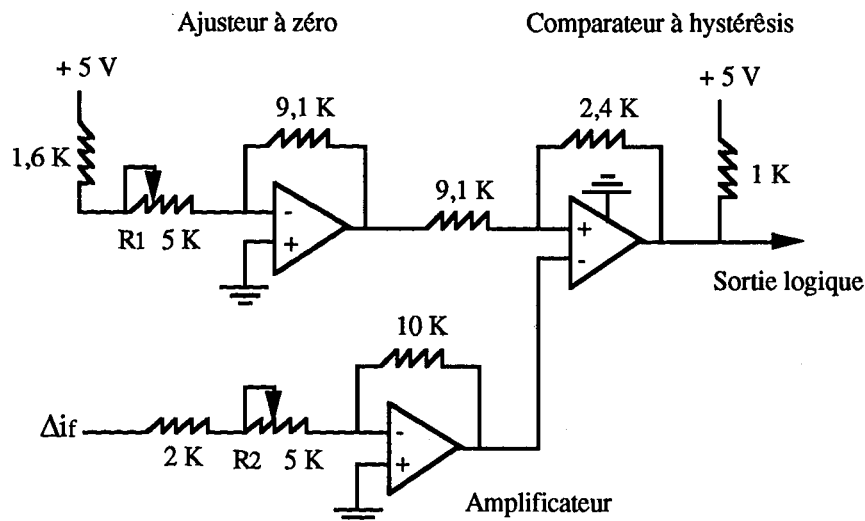 Ajusteur à zéro
Comparateur à hystérêsis
+ 5 V
+ 5 V
9,1 K
2,4 K
1,6 K
9,1 K
1 K
-
+
R1 5 K
+
-
Sortie logique
10 K
Δif
2 K
R2 5 K
-
+
Amplificateur